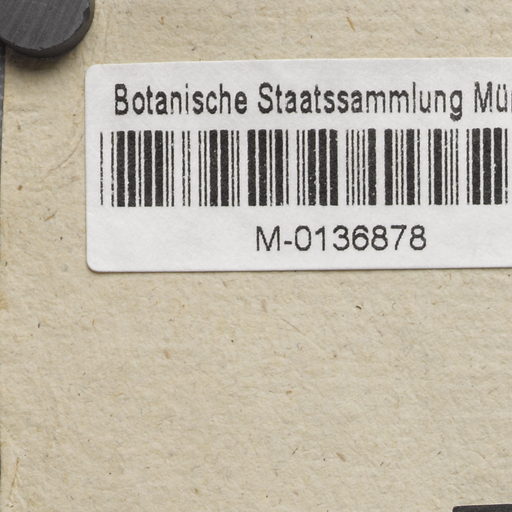 Botanische Staatssammlung Mün
M-0136878